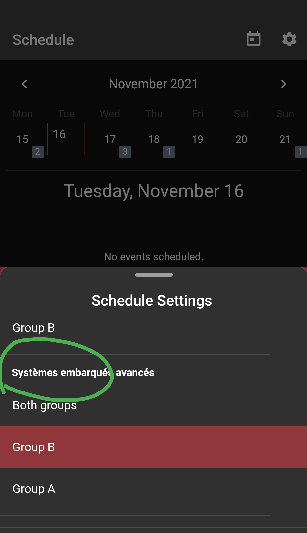 Schedule
November 2021
Mon Tue Wed Thu Fri Sat Sun
15 16 17 18 19 20 21
2 3 1 1
Tuesday, November 16
No events scheduled.
Schedule Settings
Group B
Systèmes embarqués avancés
Both groups
Group B
Group A